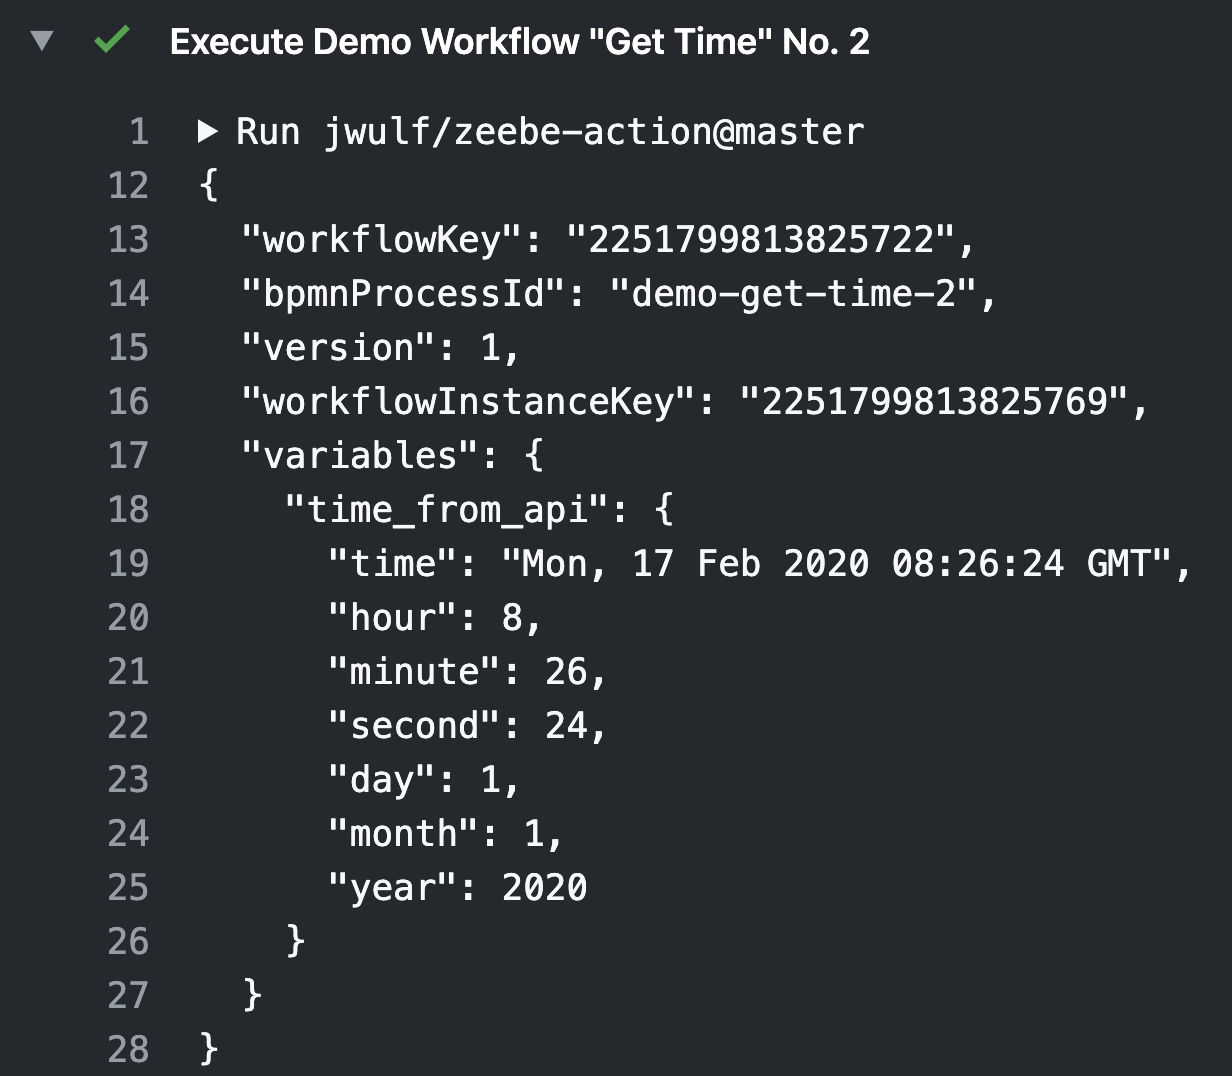 Execute Demo Workflow "Get Time" No. 2
1 Run jwulf/zeebe-action@master
12 {
13 "workflowKey": "2251799813825722",
14 "bpmnProcessId": "demo-get-time-2",
15 "version": 1,
16 "workflowInstanceKey": "2251799813825769",
17 "variables": {
18 "time_from_api": {
19 "time": "Mon, 17 Feb 2020 08:26:24 GMT",
20 "hour": 8,
21 "minute": 26,
22 "second": 24,
23 "day": 1,
24 "month": 1,
25 "year": 2020
26 }
27 }
28 }